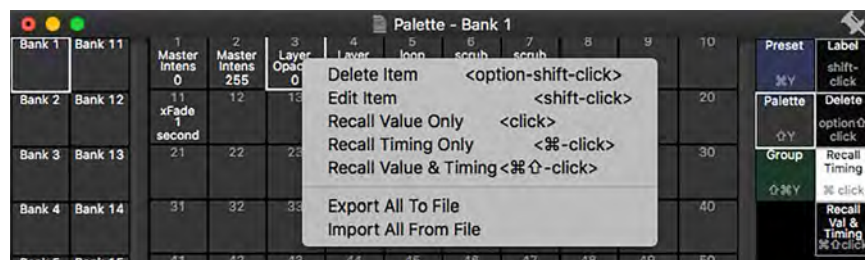 Palette - Bank 1
Bank 1 Bank 11 1 2 3 4 5 6 7 8 9 10 Preset Label
Master Master Layer Layer loop scrub scrub
Intens Intens shift-
0 255 0 ⌘Y click
Bank 2 Bank 12 11 12 13 20 Palette Delete
xFade
1 option⇧
second ⇧Y click
Bank 3 Bank 13 21 22 23 30 Group Recall
Timing
⇧⌘Y ⌘ click
Bank 4 Bank 14 31 32 33 40 Recall
Val &
Timing
⌘⇧click
Delete Item <option-shift-click>
Edit Item <shift-click>
Recall Value Only <click>
Recall Timing Only <⌘-click>
Recall Value & Timing<⌘⇧-click>
Export All To File
Import All From File